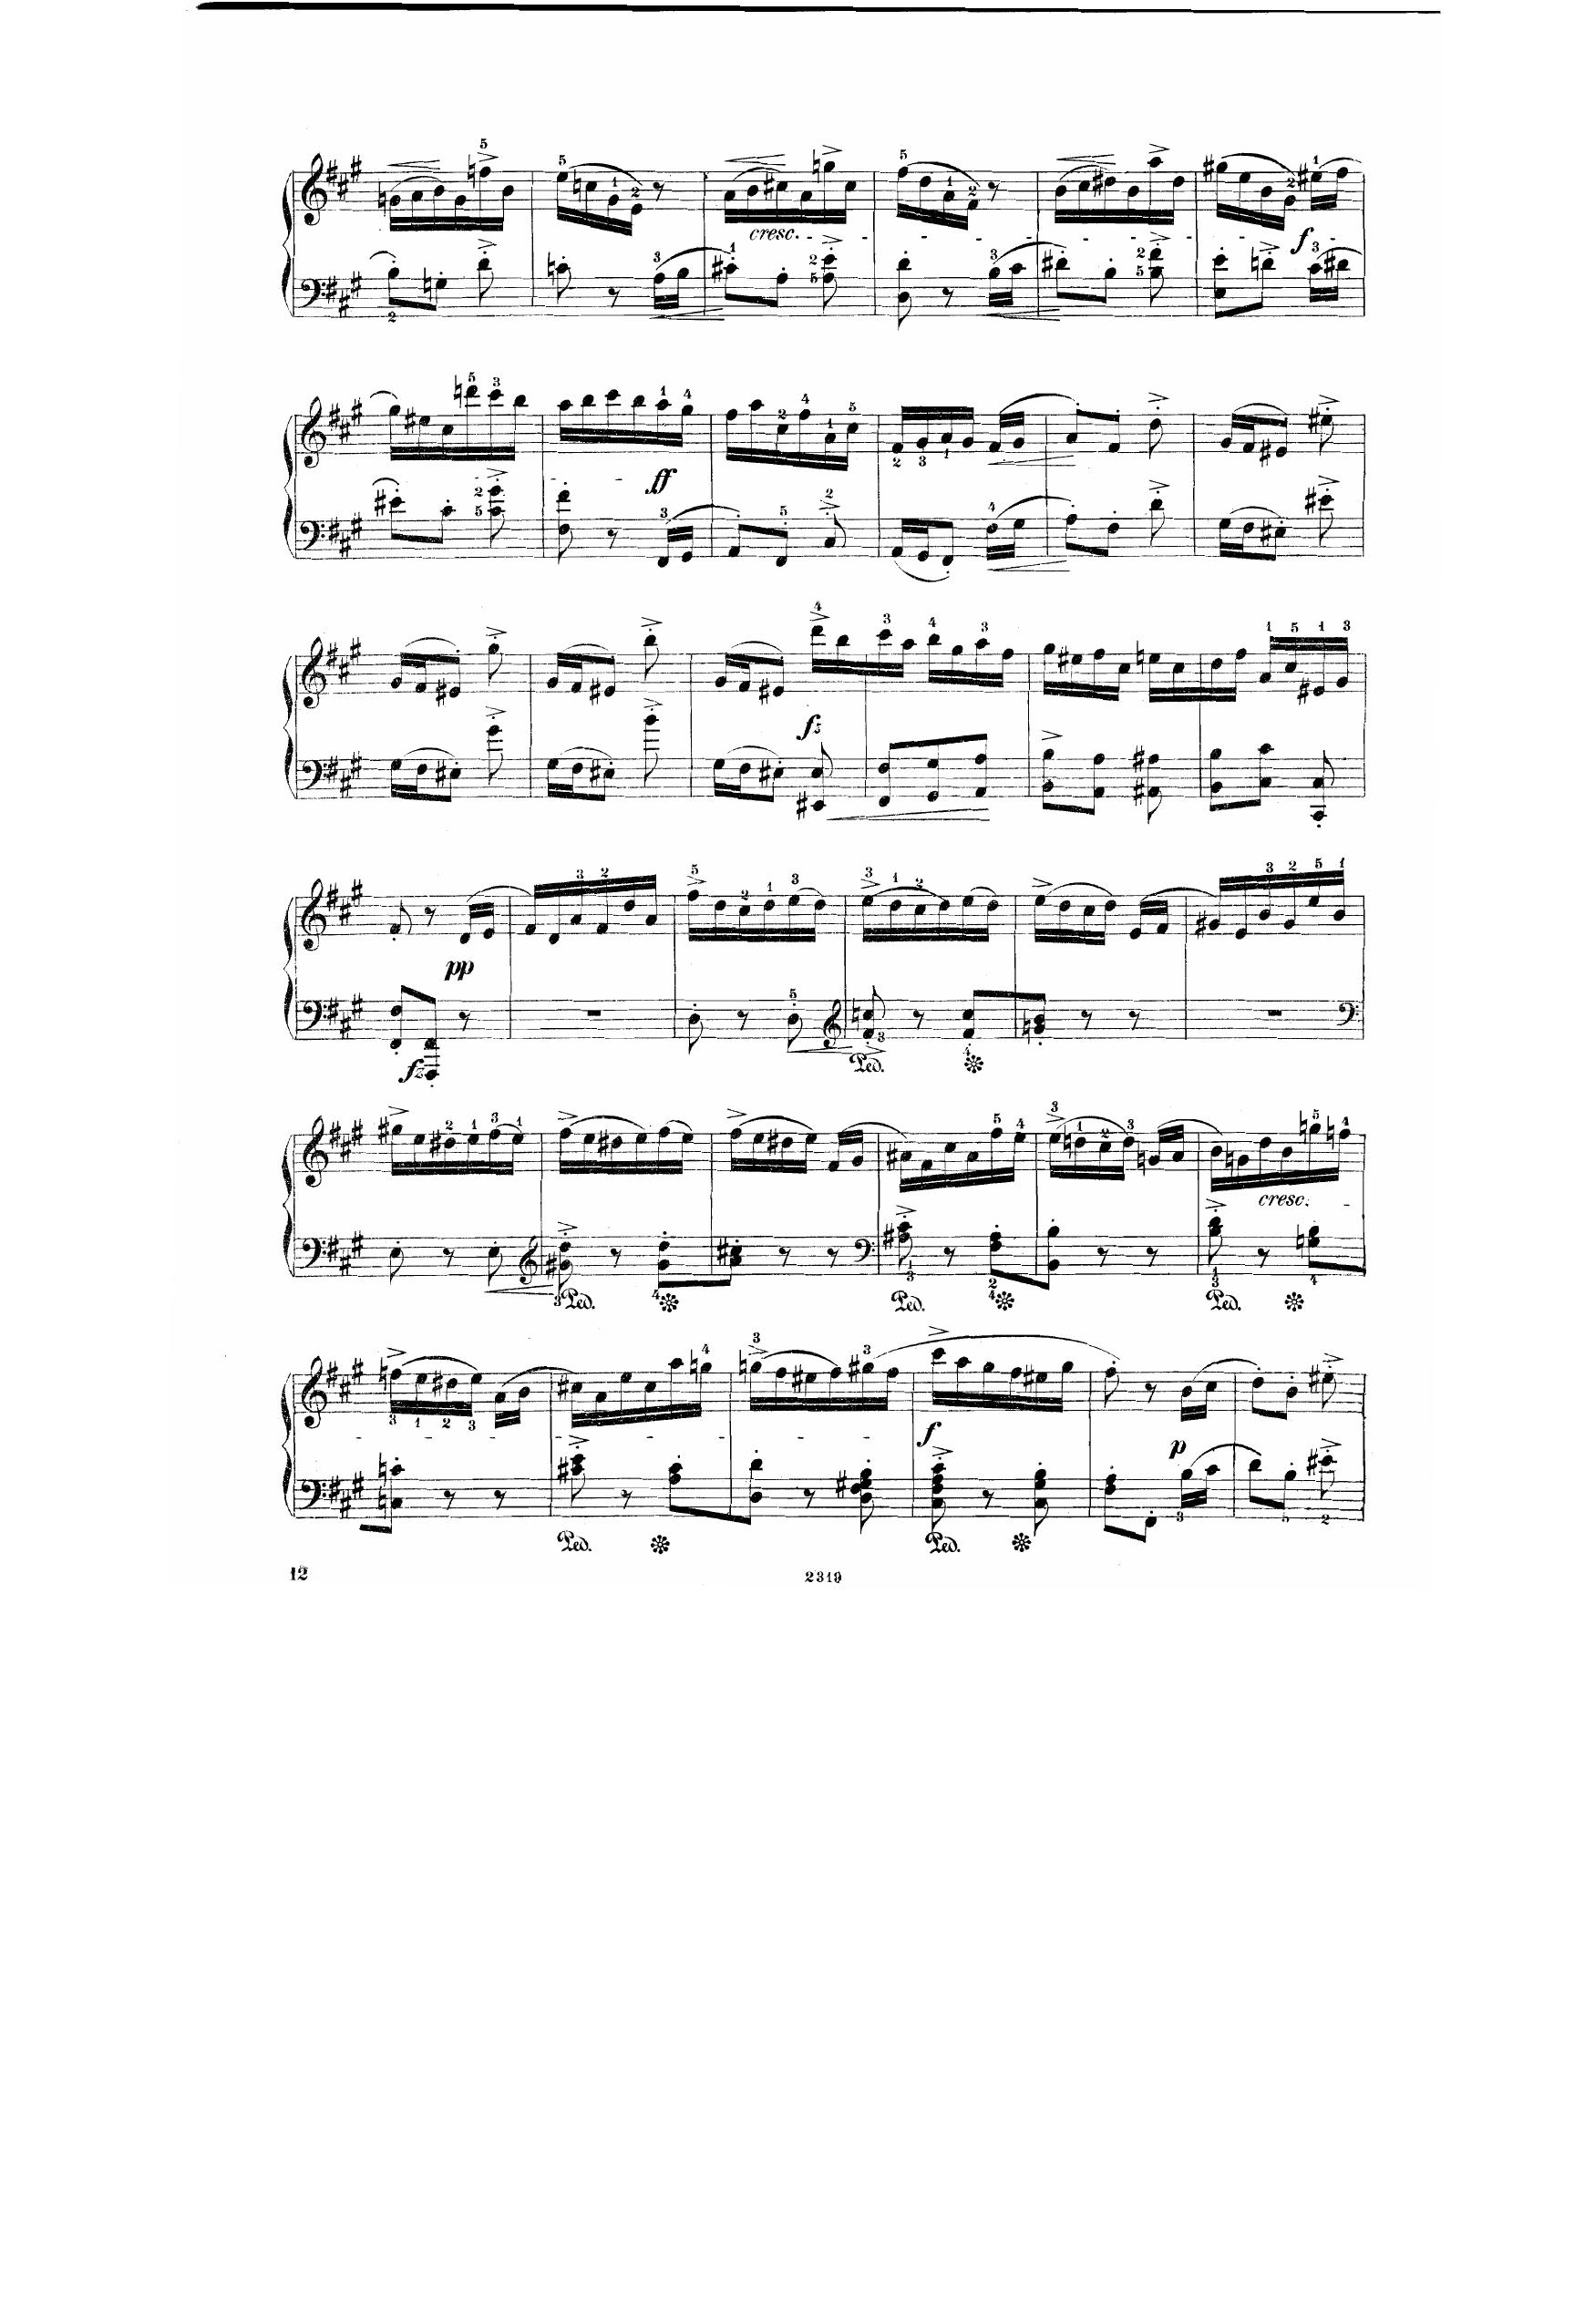 cresc.
f
ff
fz
pp
fz
Ped.
cresc.
Ped. Ped. Ped.
f
p
Ped. Ped.
12 2319